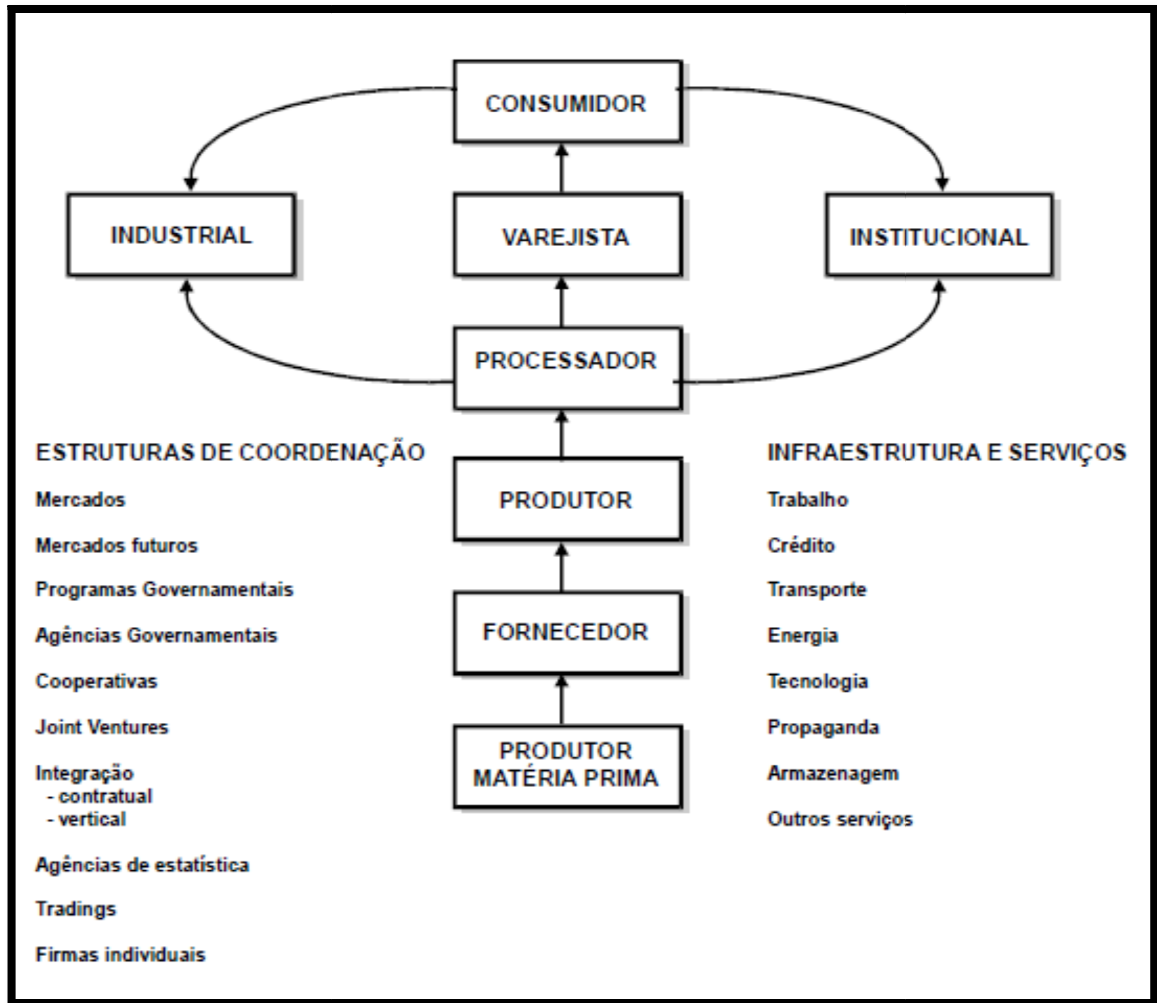 CONSUMIDOR
INDUSTRIAL
VAREJISTA
INSTITUCIONAL
PROCESSADOR
PRODUTOR
FORNECEDOR
PRODUTOR
MATÉRIA PRIMA
ESTRUTURAS DE COORDENAÇÃO
Mercados
Mercados futuros
Programas Governamentais
Agências Governamentais
Cooperativas
Joint Ventures
Integração
- contratual
- vertical
Agências de estatística
Tradings
Firmas individuais
INFRAESTRUTURA E SERVIÇOS
Trabalho
Crédito
Transporte
Energia
Tecnologia
Propaganda
Armazenagem
Outros serviços